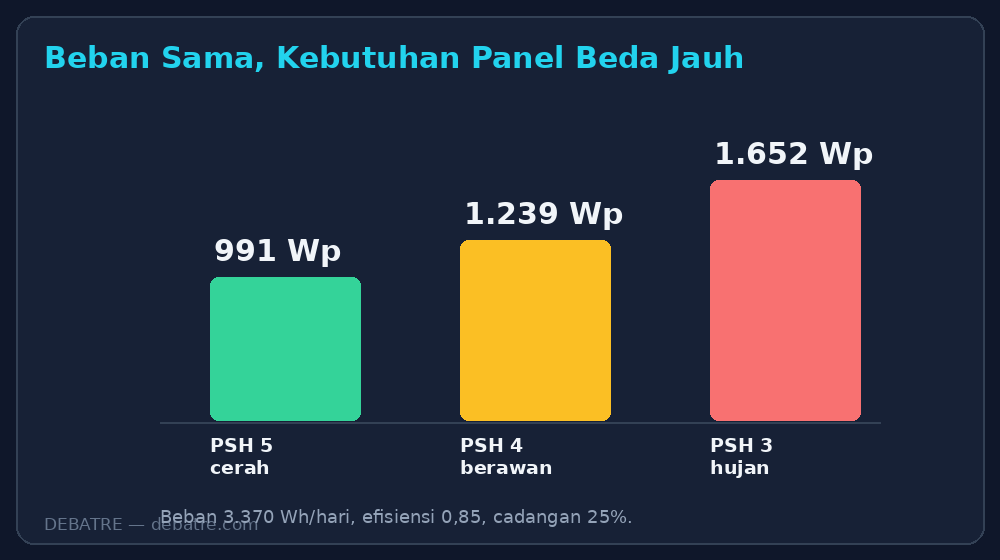 Beban Sama, Kebutuhan Panel Beda Jauh
991 Wp
1.239 Wp
1.652 Wp
PSH 5
cerah
PSH 4
berawan
PSH 3
hujan
Beban 3.370 Wh/hari, efisiensi 0,85, cadangan 25%.
DEBATRE — debatre.com